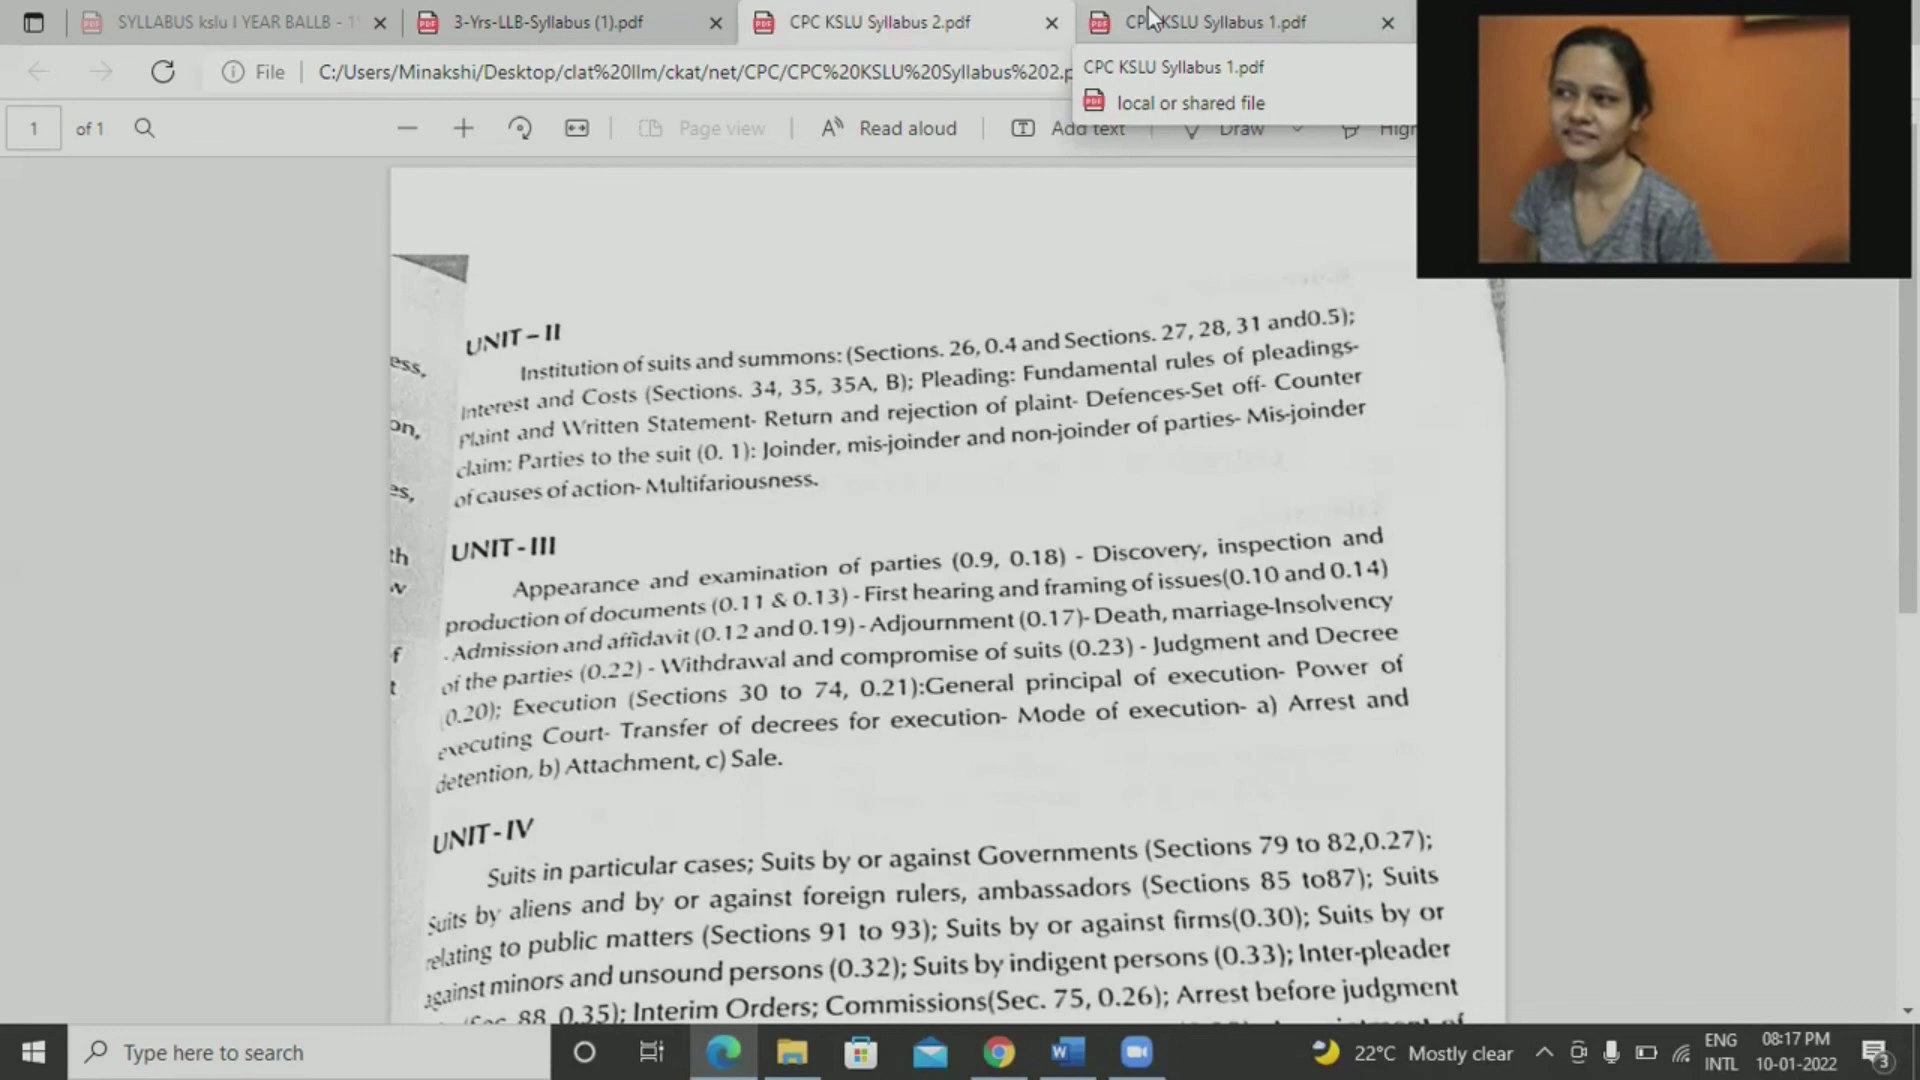 SYLLABUS kslu I YEAR BALLB - 1
3-Yrs-LLB-Syllabus (1).pdf
CPC KSLU Syllabus 2.pdf
CPC KSLU Syllabus 1.pdf
File
C:/Users/Minakshi/Desktop/clat%20llm/ckat/net/CPC/CPC%20KSLU%20Syllabus%202.p
CPC KSLU Syllabus 1.pdf
local or shared file
1 of 1
Page view
Read aloud
Add text
Draw
UNIT – II
Institution of suits and summons: (Sections. 26, 0.4 and Sections. 27, 28, 31 and0.5);
Interest and Costs (Sections. 34, 35, 35A, B); Pleading: Fundamental rules of pleadings-
Plaint and Written Statement- Return and rejection of plaint- Defences-Set off- Counter
claim: Parties to the suit (0. 1): Joinder, mis-joinder and non-joinder of parties- Mis-joinder
of causes of action- Multifariousness.
UNIT - III
Appearance and examination of parties (0.9, 0.18) - Discovery, inspection and
production of documents (0.11 & 0.13) - First hearing and framing of issues(0.10 and 0.14)
- Admission and affidavit (0.12 and 0.19) - Adjournment (0.17)- Death, marriage-Insolvency
of the parties (0.22) - Withdrawal and compromise of suits (0.23) - Judgment and Decree
(0.20); Execution (Sections 30 to 74, 0.21):General principal of execution- Power of
executing Court- Transfer of decrees for execution- Mode of execution- a) Arrest and
detention, b) Attachment, c) Sale.
UNIT - IV
Suits in particular cases; Suits by or against Governments (Sections 79 to 82,0.27);
Suits by aliens and by or against foreign rulers, ambassadors (Sections 85 to87); Suits
relating to public matters (Sections 91 to 93); Suits by or against firms(0.30); Suits by or
against minors and unsound persons (0.32); Suits by indigent persons (0.33); Inter-pleader
88, 0.35); Interim Orders; Commissions(Sec. 75, 0.26); Arrest before judgment
Type here to search
22°C Mostly clear
ENG
INTL
08:17 PM
10-01-2022
3